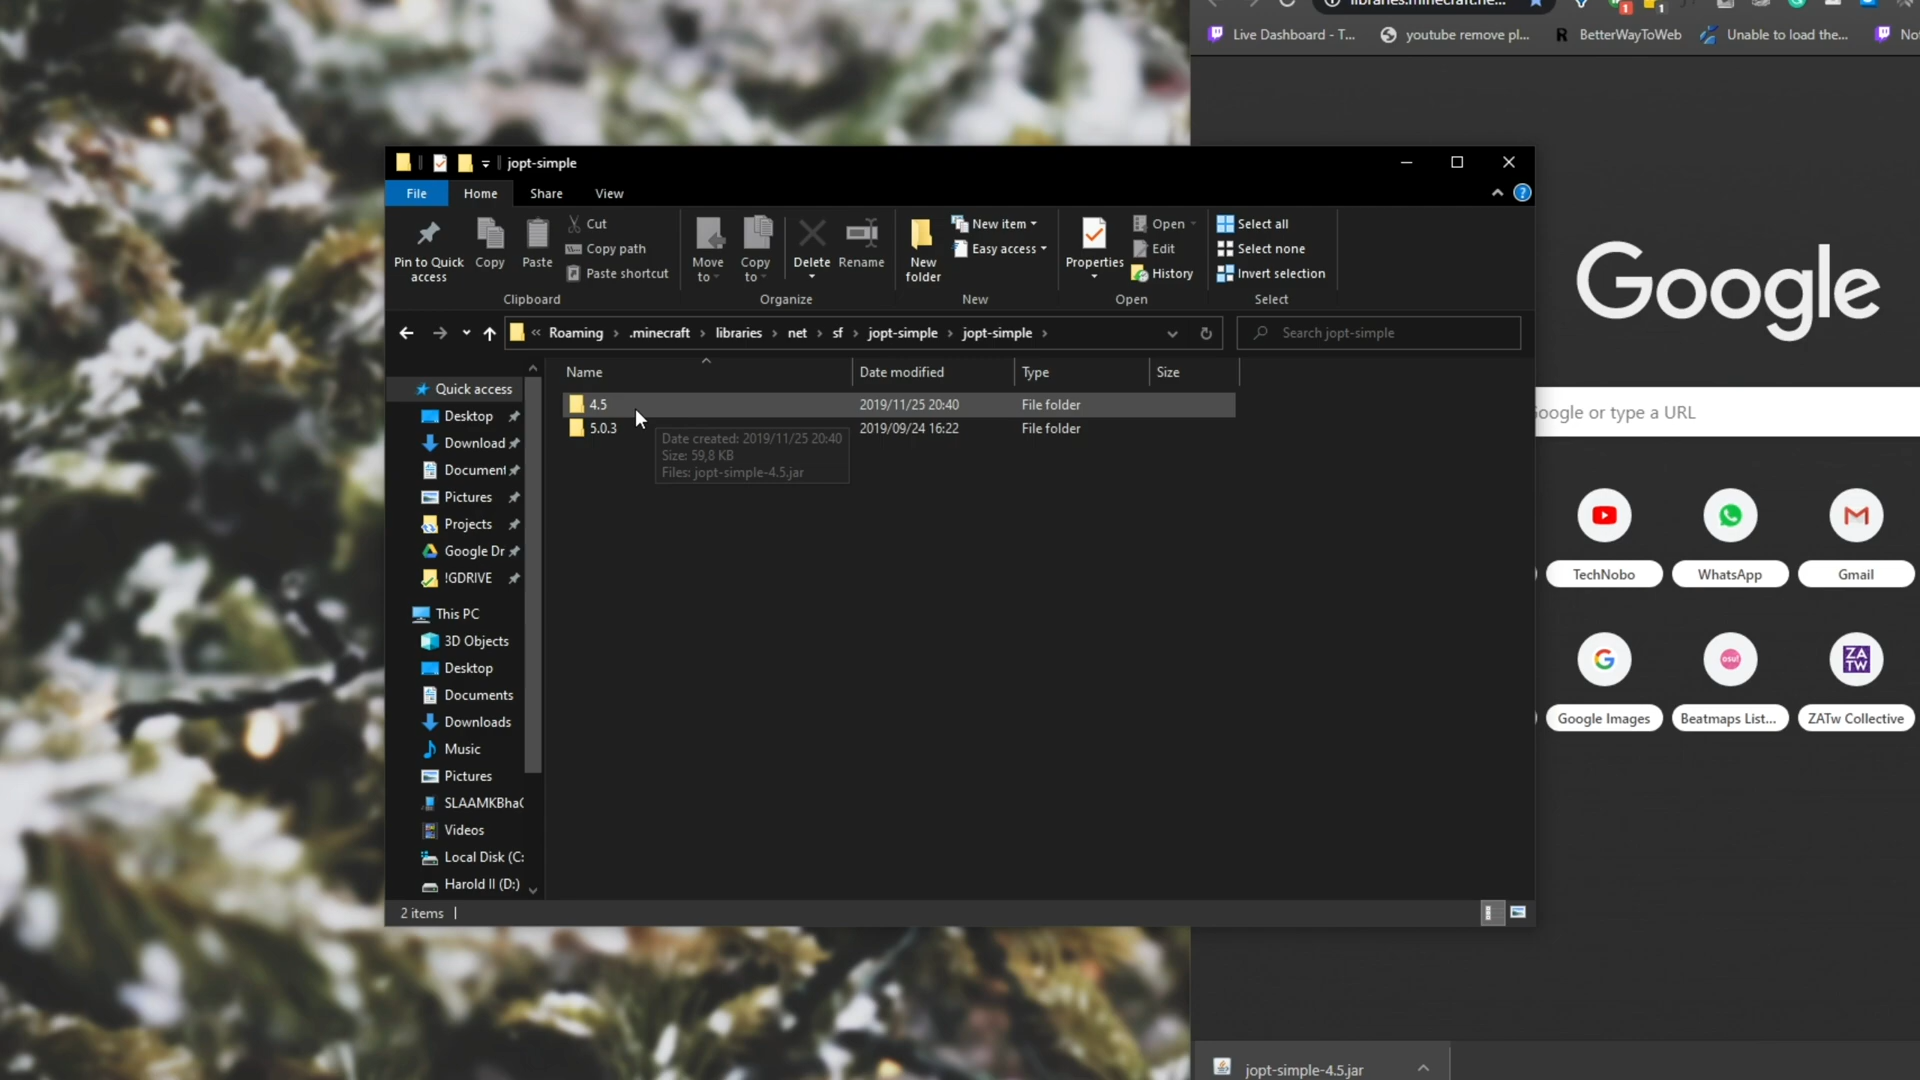 libraries.minecraft.ne...
1
1
Live Dashboard - T...
youtube remove pl...
BetterWayToWeb
Unable to load the...
jopt-simple
File
Home
Share
View
Pin to Quick access
Copy
Paste
Cut
Copy path
Paste shortcut
Clipboard
Move to
Copy to
Delete
Rename
Organize
New folder
New item
Easy access
New
Properties
Open
Edit
History
Open
Select all
Select none
Invert selection
Select
« Roaming › .minecraft › libraries › net › sf › jopt-simple › jopt-simple ›
Search jopt-simple
Name
Date modified
Type
Size
4.5
2019/11/25 20:40
File folder
5.0.3
2019/09/24 16:22
File folder
Date created: 2019/11/25 20:40
Size: 59,8 KB
Files: jopt-simple-4.5.jar
Quick access
Desktop
Download
Document
Pictures
Projects
Google Dr
!GDRIVE
This PC
3D Objects
Desktop
Documents
Downloads
Music
Pictures
SLAAMKBha
Videos
Local Disk (C:
Harold II (D:)
2 items
Google
oogle or type a URL
TechNobo
WhatsApp
Gmail
osu!
ZA
TW
Google Images
Beatmaps List...
ZATw Collective
jopt-simple-4.5.jar